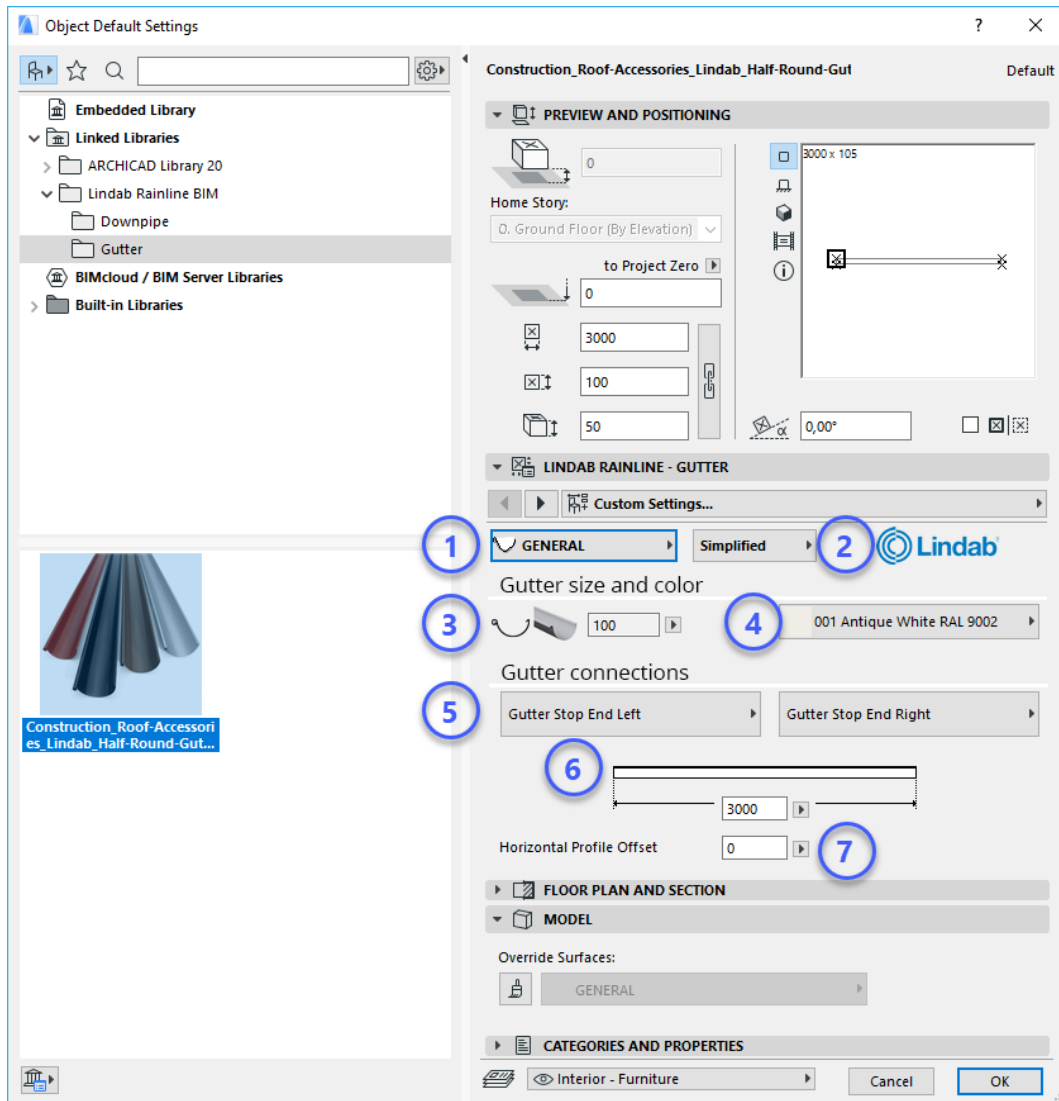 Object Default Settings
?
Construction_Roof-Accessories_Lindab_Half-Round-Gut
Default
Embedded Library
Linked Libraries
ARCHICAD Library 20
Lindab Rainline BIM
Downpipe
Gutter
BIMcloud / BIM Server Libraries
Built-in Libraries
Construction_Roof-Accessori
es_Lindab_Half-Round-Gut...
PREVIEW AND POSITIONING
0
Home Story:
0. Ground Floor (By Elevation)
to Project Zero
0
3000
100
50
3000 x 105
α
0,00°
LINDAB RAINLINE - GUTTER
Custom Settings...
1
GENERAL
Simplified
2
Lindab
Gutter size and color
3
100
4
001 Antique White RAL 9002
Gutter connections
5
Gutter Stop End Left
Gutter Stop End Right
6
3000
Horizontal Profile Offset
0
7
FLOOR PLAN AND SECTION
MODEL
Override Surfaces:
GENERAL
CATEGORIES AND PROPERTIES
Interior - Furniture
Cancel
OK